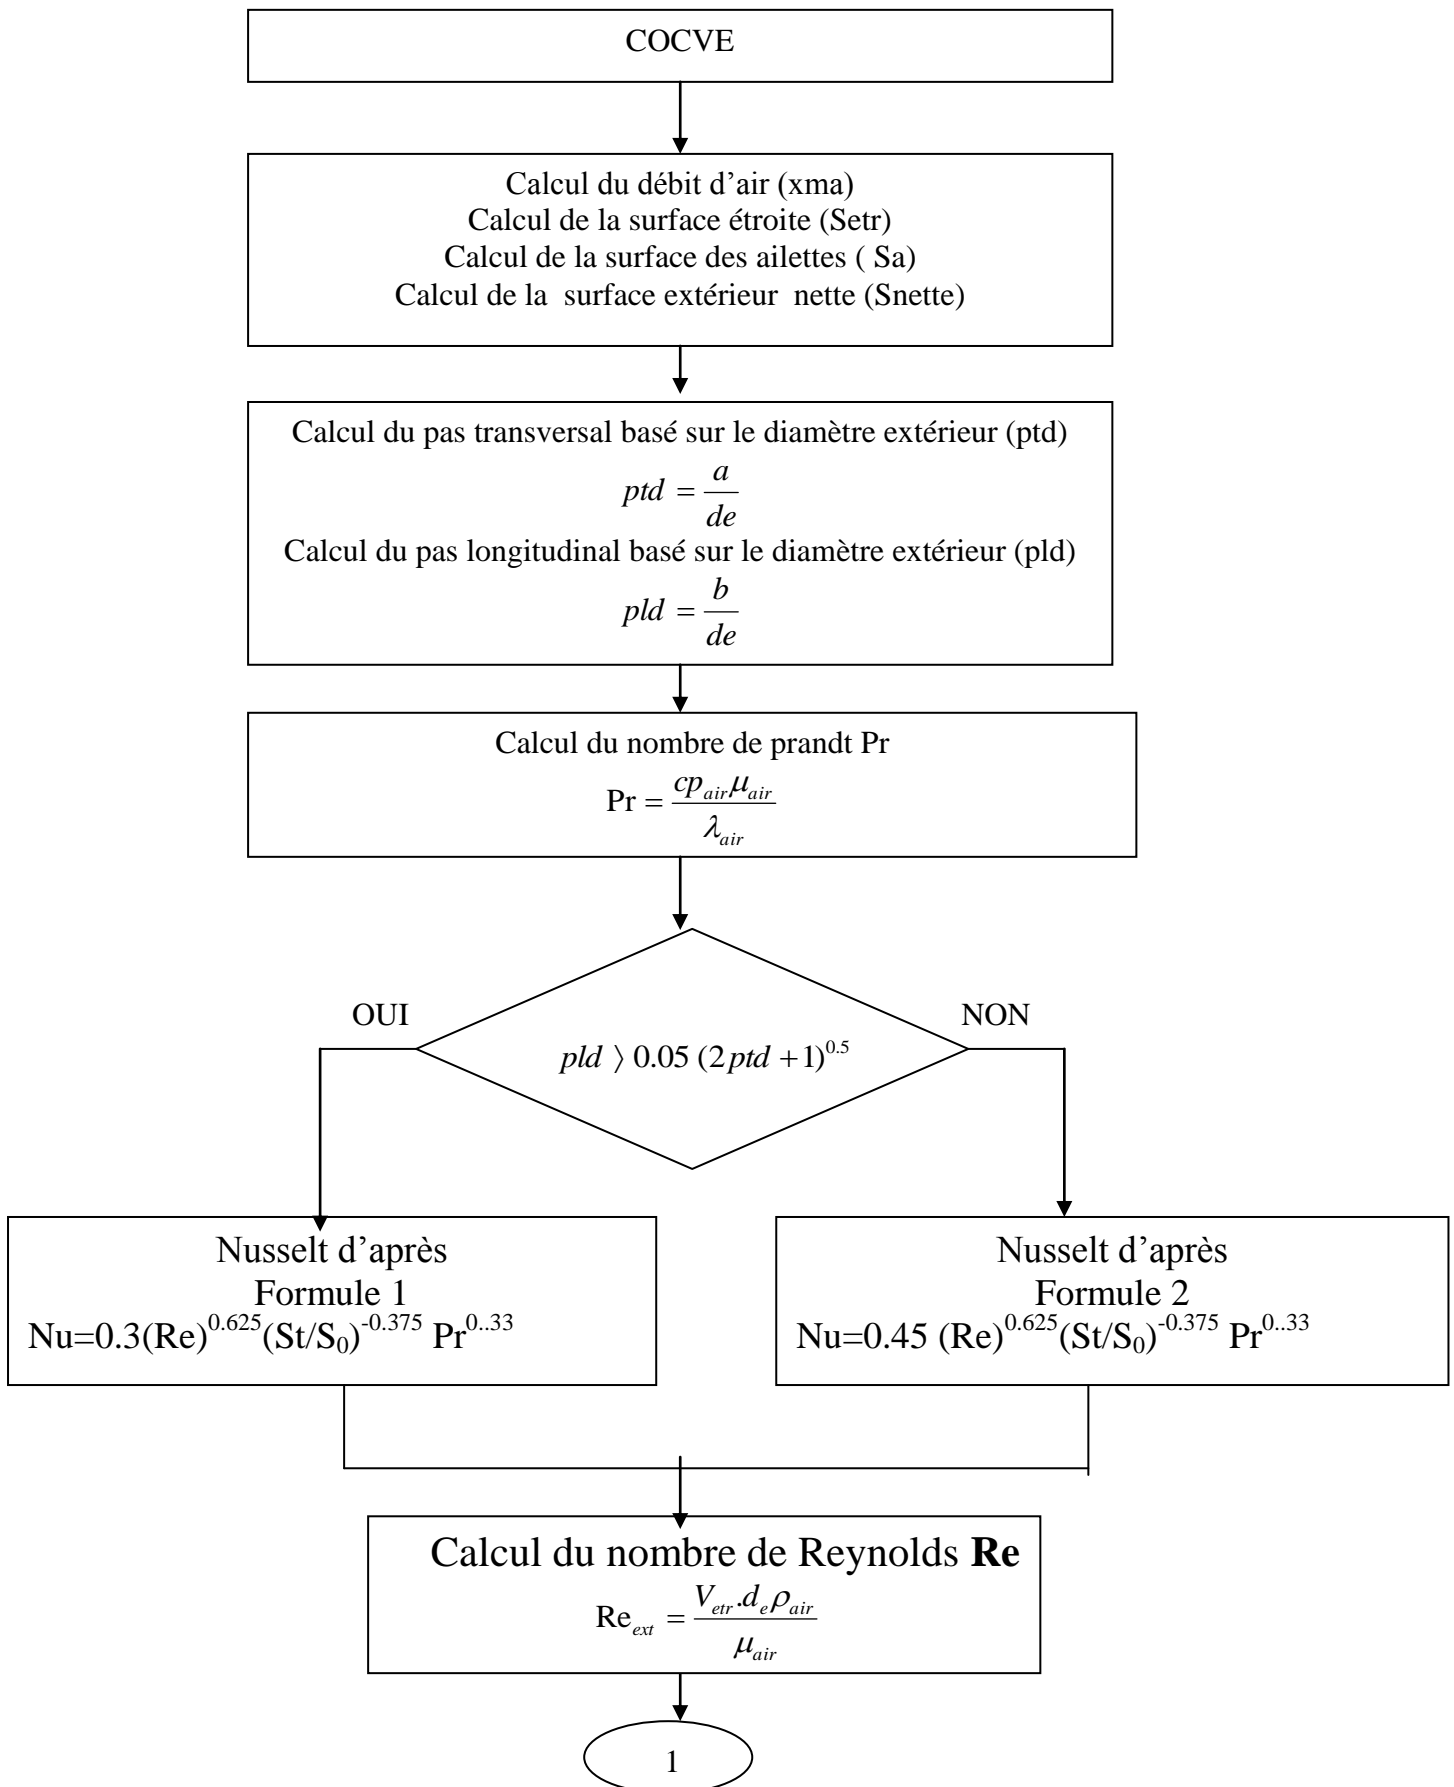 COCVE
Calcul du débit d’air (xma)
Calcul de la surface étroite (Setr)
Calcul de la surface des ailettes ( Sa)
Calcul de la  surface extérieur  nette (Snette)
Calcul du pas transversal basé sur le diamètre extérieur (ptd)
ptd = a/de
Calcul du pas longitudinal basé sur le diamètre extérieur (pld)
pld = b/de
Calcul du nombre de prandt Pr
Pr = cp_air μ_air / λ_air
OUI
NON
pld 〉 0.05 (2 ptd + 1)^0.5
Nusselt d’après
Formule 1
Nu=0.3(Re)^0.625(St/S₀)^-0.375 Pr^0..33
Nusselt d’après
Formule 2
Nu=0.45 (Re)^0.625(St/S₀)^-0.375 Pr^0..33
Calcul du nombre de Reynolds Re
Re_ext = V_etr.d_e ρ_air / μ_air
1